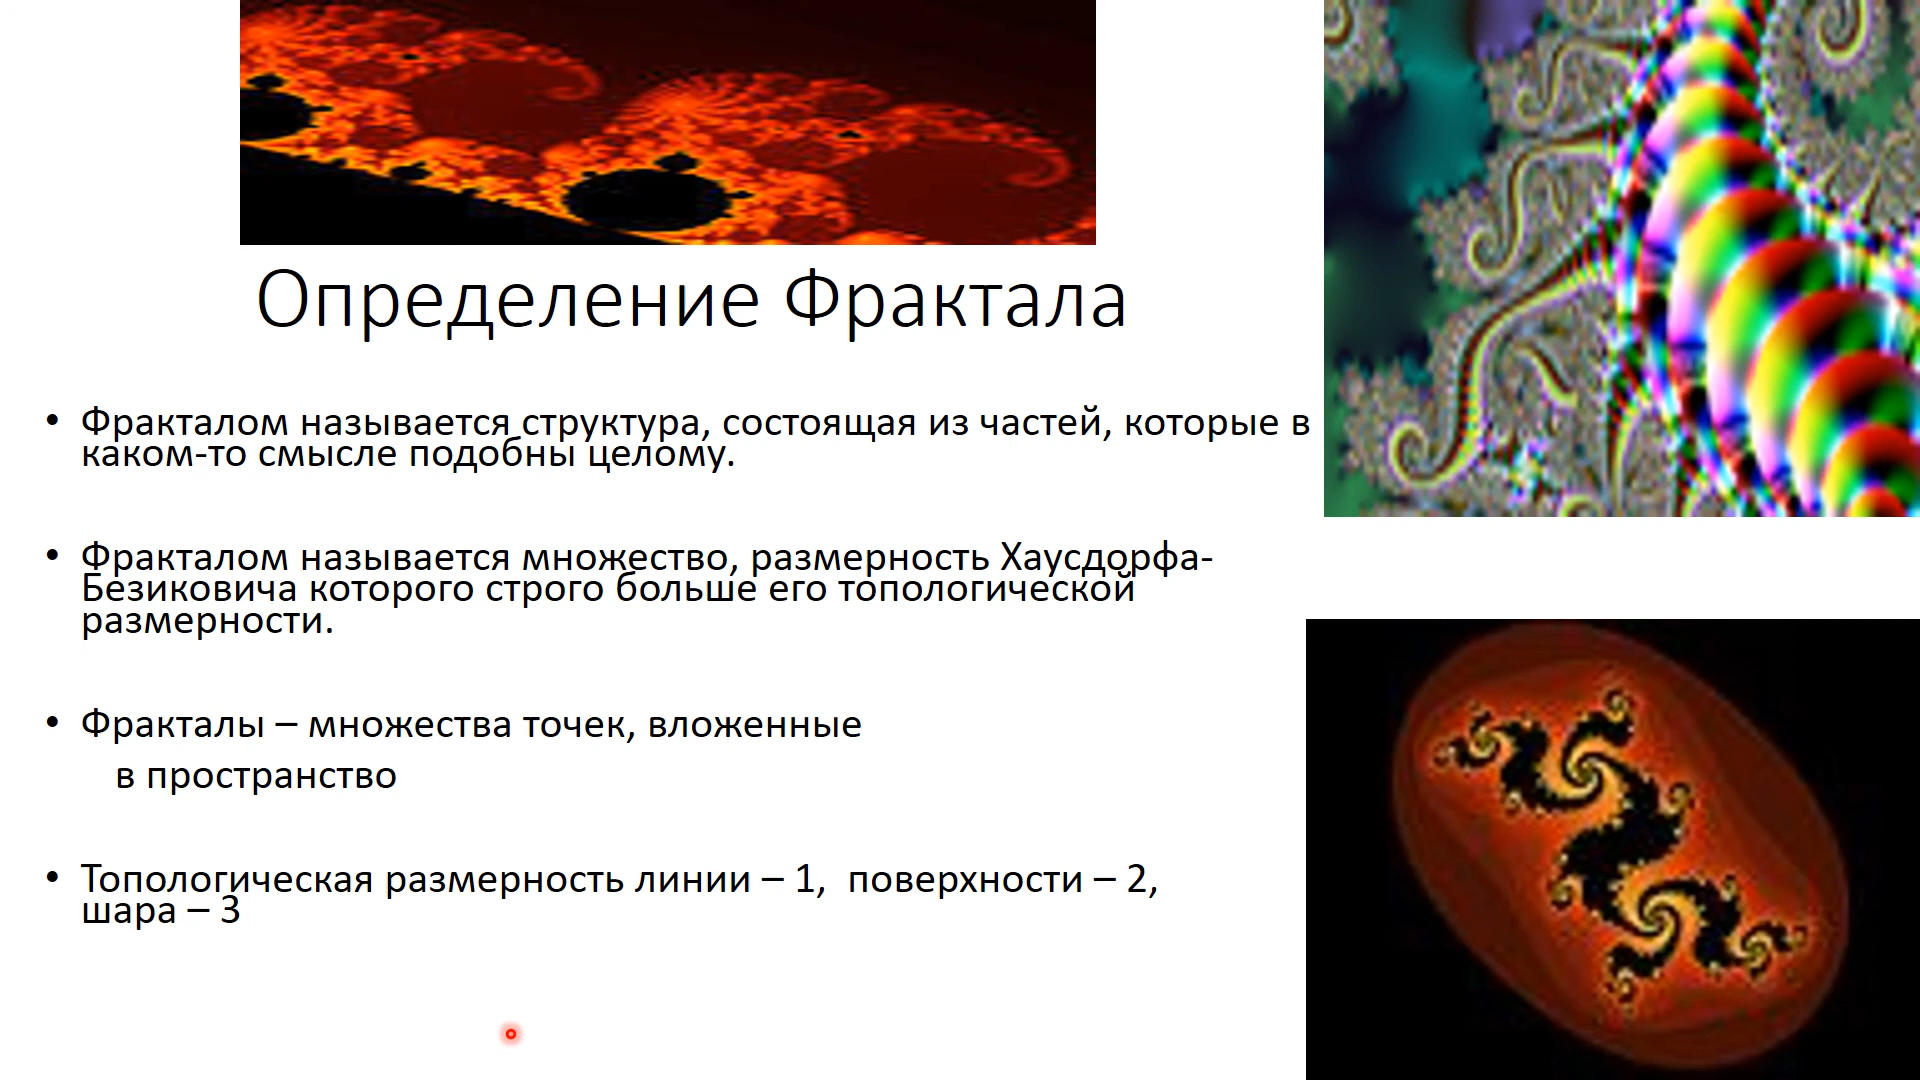 Определение Фрактала
• Фракталом называется структура, состоящая из частей, которые в
каком-то смысле подобны целому.
• Фракталом называется множество, размерность Хаусдорфа-
Безиковича которого строго больше его топологической
размерности.
• Фракталы – множества точек, вложенные
в пространство
• Топологическая размерность линии – 1,  поверхности – 2,
шара – 3